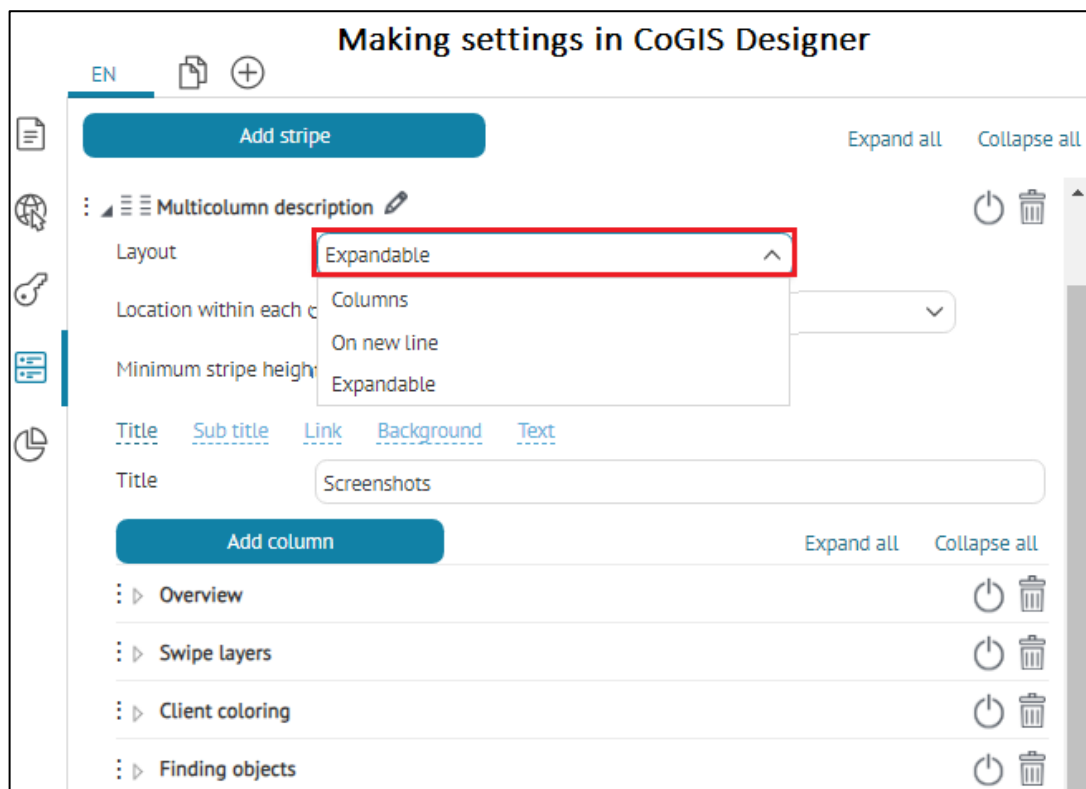 Making settings in CoGIS Designer
EN
Add stripe
Expand all Collapse all
Multicolumn description
Layout Expandable
Columns
Location within each
On new line
Minimum stripe heigh
Expandable
Title Sub title Link Background Text
Title Screenshots
Add column Expand all Collapse all
Overview
Swipe layers
Client coloring
Finding objects